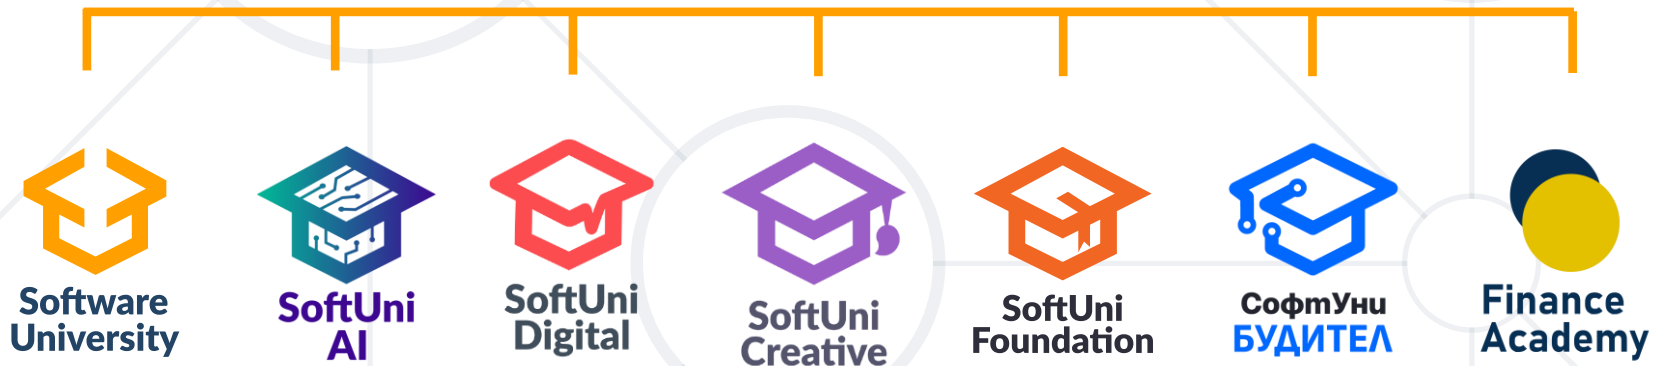 Software
University
SoftUni
AI
SoftUni
Digital
SoftUni
Creative
SoftUni
Foundation
СофтУни
БУДИТЕЛ
Finance
Academy